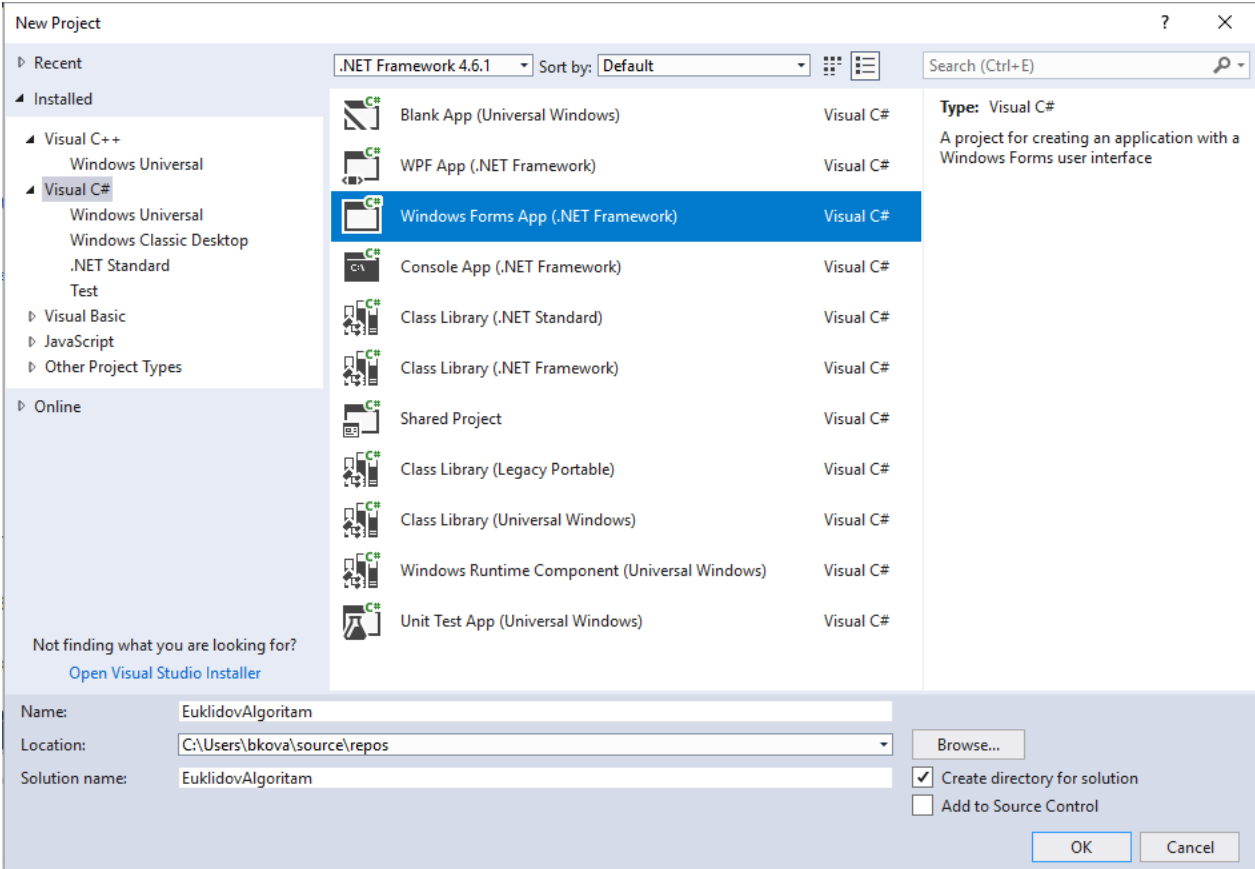 New Project
?
Recent
Installed
Visual C++
Windows Universal
Visual C#
Windows Universal
Windows Classic Desktop
.NET Standard
Test
Visual Basic
JavaScript
Other Project Types
Online
Not finding what you are looking for?
Open Visual Studio Installer
.NET Framework 4.6.1 Sort by: Default
C# Blank App (Universal Windows) Visual C#
C# WPF App (.NET Framework) Visual C#
C# Windows Forms App (.NET Framework) Visual C#
C# C:\ Console App (.NET Framework) Visual C#
C# Class Library (.NET Standard) Visual C#
C# Class Library (.NET Framework) Visual C#
C# Shared Project Visual C#
C# Class Library (Legacy Portable) Visual C#
C# Class Library (Universal Windows) Visual C#
C# Windows Runtime Component (Universal Windows) Visual C#
C# Unit Test App (Universal Windows) Visual C#
Search (Ctrl+E)
Type: Visual C#
A project for creating an application with a
Windows Forms user interface
Name: EuklidovAlgoritam
Location: C:\Users\bkova\source\repos Browse...
Solution name: EuklidovAlgoritam
Create directory for solution
Add to Source Control
OK Cancel